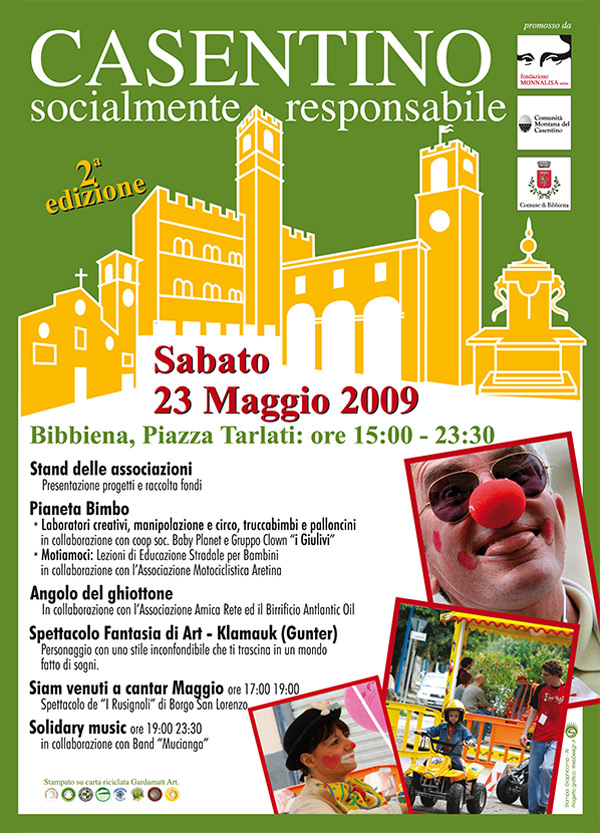 promosso da
CASENTINO
socialmente responsabile
fondazione
MONNALISA onlus
Comunità
Montana del
Casentino
Comune di Bibbiena
2ª
edizione
Sabato
23 Maggio 2009
Bibbiena, Piazza Tarlati: ore 15:00 - 23:30
Stand delle associazioni
Presentazione progetti e raccolta fondi
Pianeta Bimbo
• Laboratori creativi, manipolazione e circo, truccabimbi e palloncini
in collaborazione con coop soc. Baby Planet e Gruppo Clown "i Giulivi"
• Motiamoci: Lezioni di Educazione Stradale per Bambini
in collaborazione con l'Associazione Motociclistica Aretina
Angolo del ghiottone
In collaborazione con l'Associazione Amica Rete ed il Birrificio Antlantic Oil
Spettacolo Fantasia di Art - Klamauk (Gunter)
Personaggio con uno stile inconfondibile che ti trascina in un mondo
fatto di sogni.
Siam venuti a cantar Maggio ore 17:00 19:00
Spettacolo de "I Rusignoli" di Borgo San Lorenzo
Solidary music ore 19:00 23:30
in collaborazione con Band "Mucianga"
Stampato su carta riciclata Gardamatt Art.
Stampa: Graphicomp - Ar
Progetto grafico: